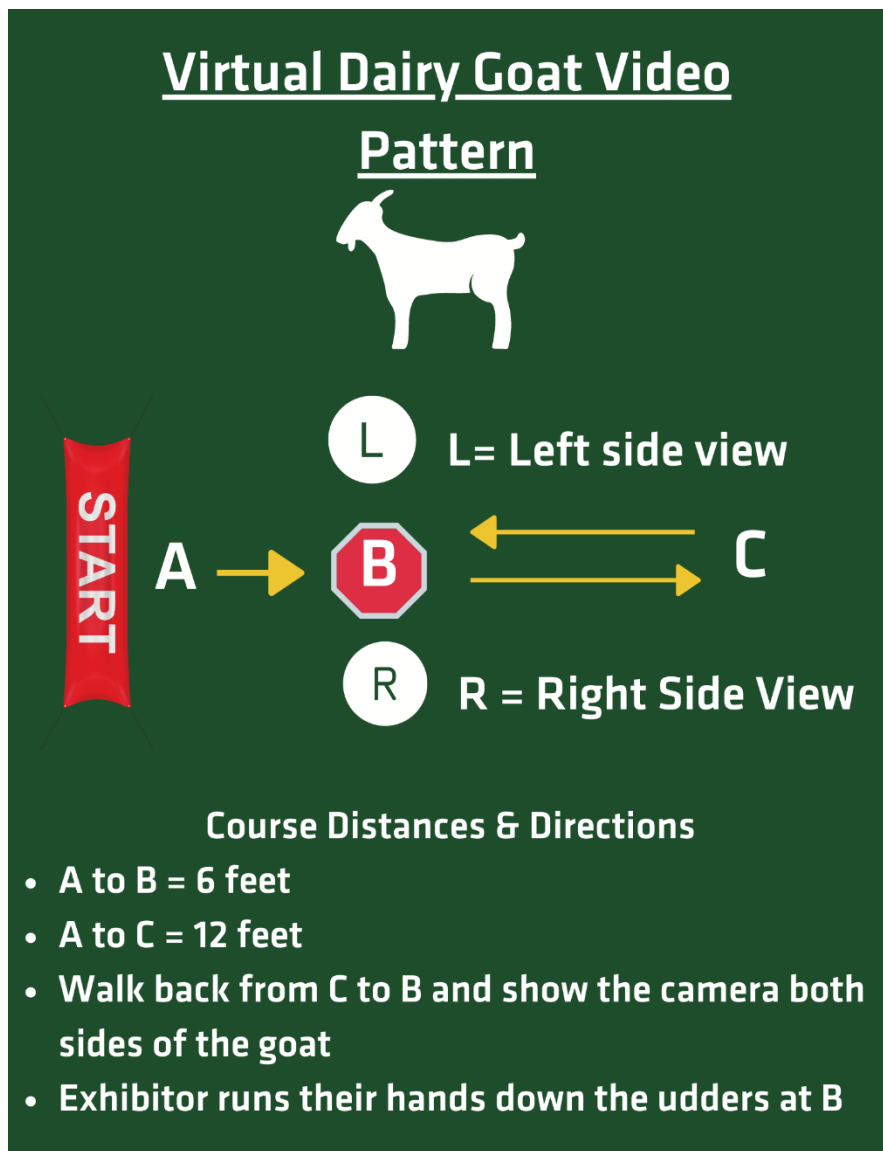 Virtual Dairy Goat Video
Pattern
L
L= Left side view
START
A
B
C
R
R = Right Side View
Course Distances & Directions
• A to B = 6 feet
• A to C = 12 feet
• Walk back from C to B and show the camera both
sides of the goat
• Exhibitor runs their hands down the udders at B